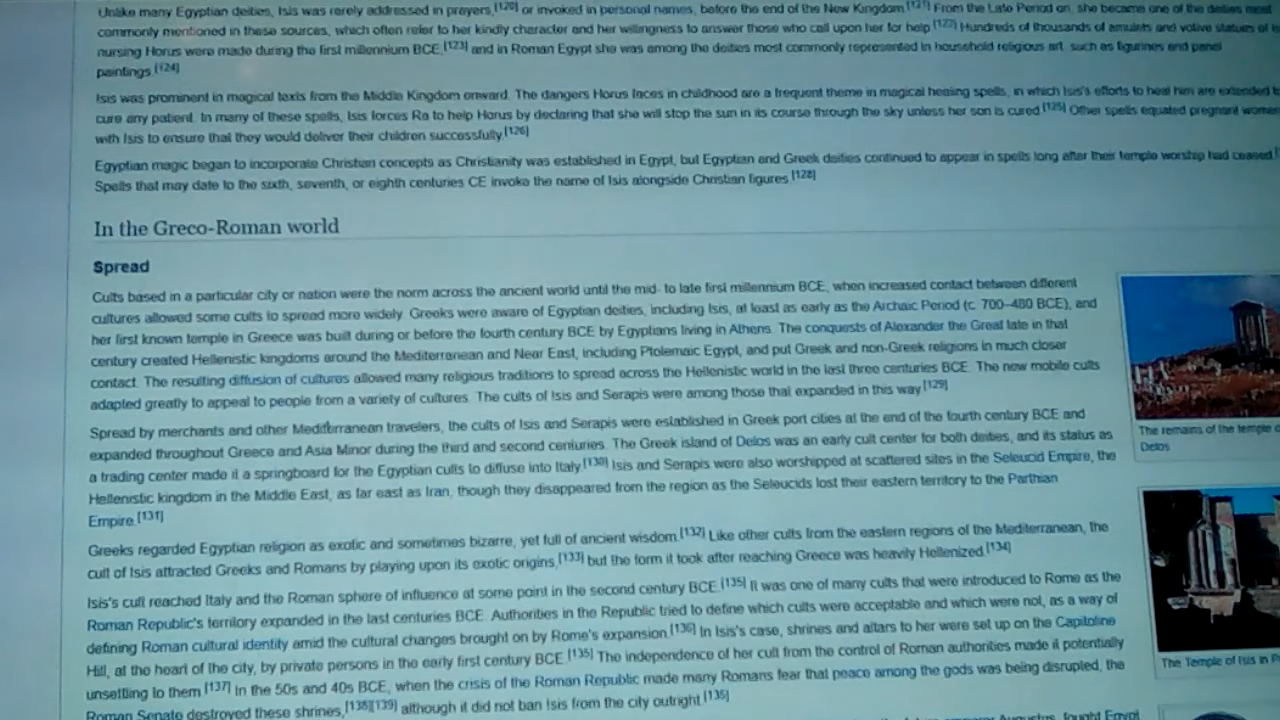 Unlike many Egyptian deities, Isis was rarely addressed in prayers,[120] or invoked in personal names, before the end of the New Kingdom.[121] From the Late Period on, she became one of the deities most
commonly mentioned in these sources, which often refer to her kindly character and her willingness to answer those who call upon her for help.[122] Hundreds of thousands of amulets and votive statues of
nursing Horus were made during the first millennium BCE,[123] and in Roman Egypt she was among the deities most commonly represented in household religious art, such as figurines and panel
paintings.[124]
Isis was prominent in magical texts from the Middle Kingdom onward. The dangers Horus faces in childhood are a frequent theme in magical healing spells, in which Isis's efforts to heal him are extended
cure any patient. In many of these spells, Isis forces Ra to help Horus by declaring that she will stop the sun in its course through the sky unless her son is cured.[125] Other spells equated pregnant
with Isis to ensure that they would deliver their children successfully.[126]
Egyptian magic began to incorporate Christian concepts as Christianity was established in Egypt, but Egyptian and Greek deities continued to appear in spells long after their temple worship had ceased.
Spells that may date to the sixth, seventh, or eighth centuries CE invoke the name of Isis alongside Christian figures.[128]
In the Greco-Roman world
Spread
Cults based in a particular city or nation were the norm across the ancient world until the mid- to late first millennium BCE, when increased contact between different
cultures allowed some cults to spread more widely. Greeks were aware of Egyptian deities, including Isis, at least as early as the Archaic Period (c. 700–480 BCE), and
her first known temple in Greece was built during or before the fourth century BCE by Egyptians living in Athens. The conquests of Alexander the Great late in that
century created Hellenistic kingdoms around the Mediterranean and Near East, including Ptolemaic Egypt, and put Greek and non-Greek religions in much closer
contact. The resulting diffusion of cultures allowed many religious traditions to spread across the Hellenistic world in the last three centuries BCE. The new mobile cults
adapted greatly to appeal to people from a variety of cultures. The cults of Isis and Serapis were among those that expanded in this way.[129]
Spread by merchants and other Mediterranean travelers, the cults of Isis and Serapis were established in Greek port cities at the end of the fourth century BCE and
expanded throughout Greece and Asia Minor during the third and second centuries. The Greek island of Delos was an early cult center for both deities, and its status as
a trading center made it a springboard for the Egyptian cults to diffuse into Italy.[130] Isis and Serapis were also worshipped at scattered sites in the Seleucid Empire, the
Hellenistic kingdom in the Middle East, as far east as Iran, though they disappeared from the region as the Seleucids lost their eastern territory to the Parthian
Empire.[131]
The remains of the temple
Delos
Greeks regarded Egyptian religion as exotic and sometimes bizarre, yet full of ancient wisdom.[132] Like other cults from the eastern regions of the Mediterranean, the
cult of Isis attracted Greeks and Romans by playing upon its exotic origins,[133] but the form it took after reaching Greece was heavily Hellenized.[134]
Isis's cult reached Italy and the Roman sphere of influence at some point in the second century BCE.[135] It was one of many cults that were introduced to Rome as the
Roman Republic's territory expanded in the last centuries BCE. Authorities in the Republic tried to define which cults were acceptable and which were not, as a way of
defining Roman cultural identity amid the cultural changes brought on by Rome's expansion.[136] In Isis's case, shrines and altars to her were set up on the Capitoline
Hill, at the heart of the city, by private persons in the early first century BCE.[135] The independence of her cult from the control of Roman authorities made it potentially
unsettling to them.[137] In the 50s and 40s BCE, when the crisis of the Roman Republic made many Romans fear that peace among the gods was being disrupted, the
Roman Senate destroyed these shrines,[138][139] although it did not ban Isis from the city outright.[135]
The Temple of Isis in
Augustus, fought Egypt